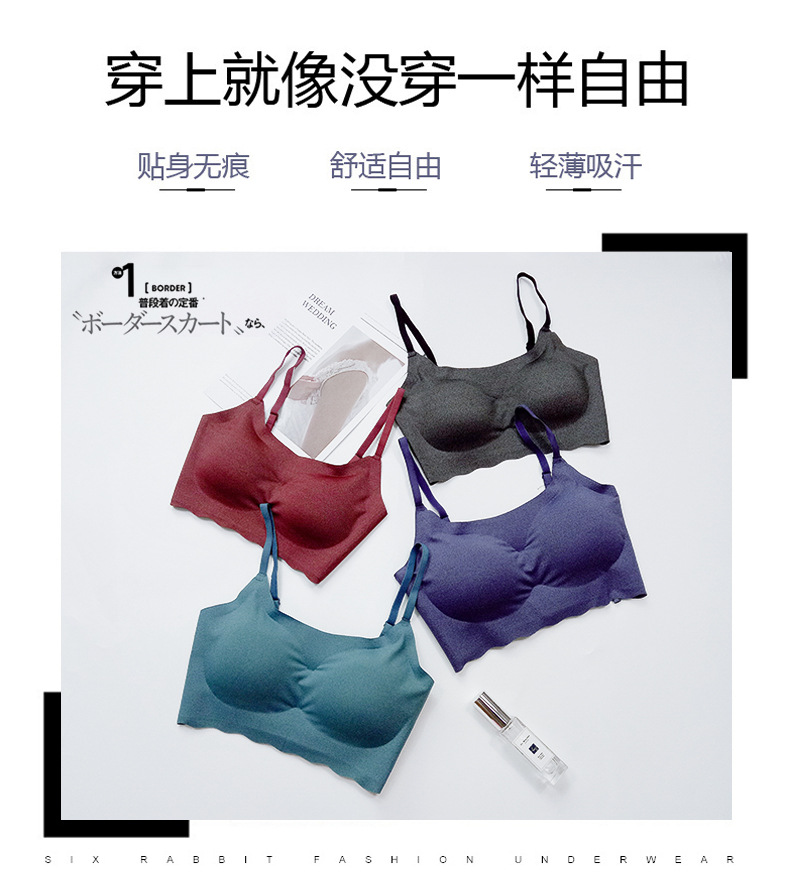 穿上就像没穿一样自由
贴身无痕 舒适自由 轻薄吸汗
1
[ BORDER ]
普段着の定番
〝ボーダースカート〟なら、
DREAM
WEDDING
SIX RABBIT FASHION UNDERWEAR